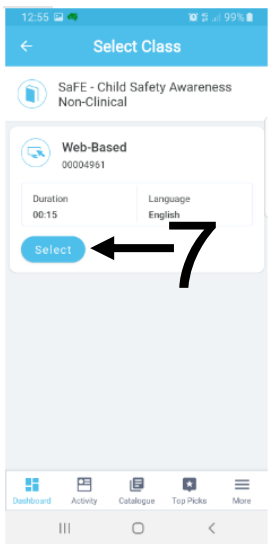 12:55 99%
Select Class
SaFE - Child Safety Awareness
Non-Clinical
Web-Based
00004961
Duration Language
00:15 English
Select 7
Dashboard Activity Catalogue Top Picks More